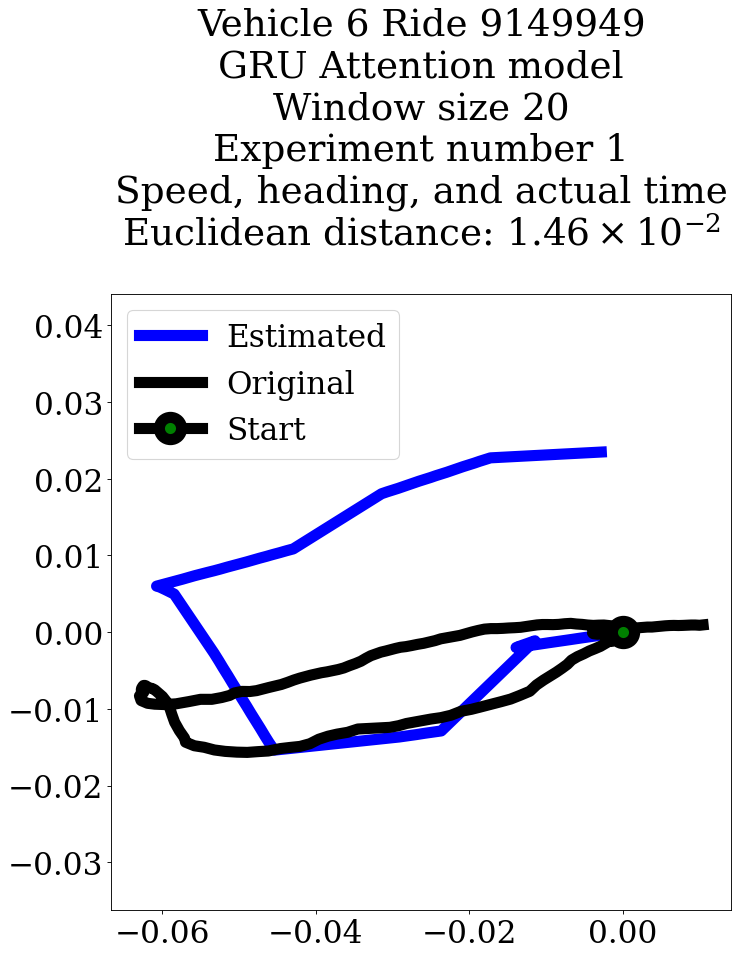 Vehicle 6 Ride 9149949
GRU Attention model
Window size 20
Experiment number 1
Speed, heading, and actual time
Euclidean distance: 1.46 × 10⁻²
Estimated
Original
Start
0.04
0.03
0.02
0.01
0.00
−0.01
−0.02
−0.03
−0.06
−0.04
−0.02
0.00